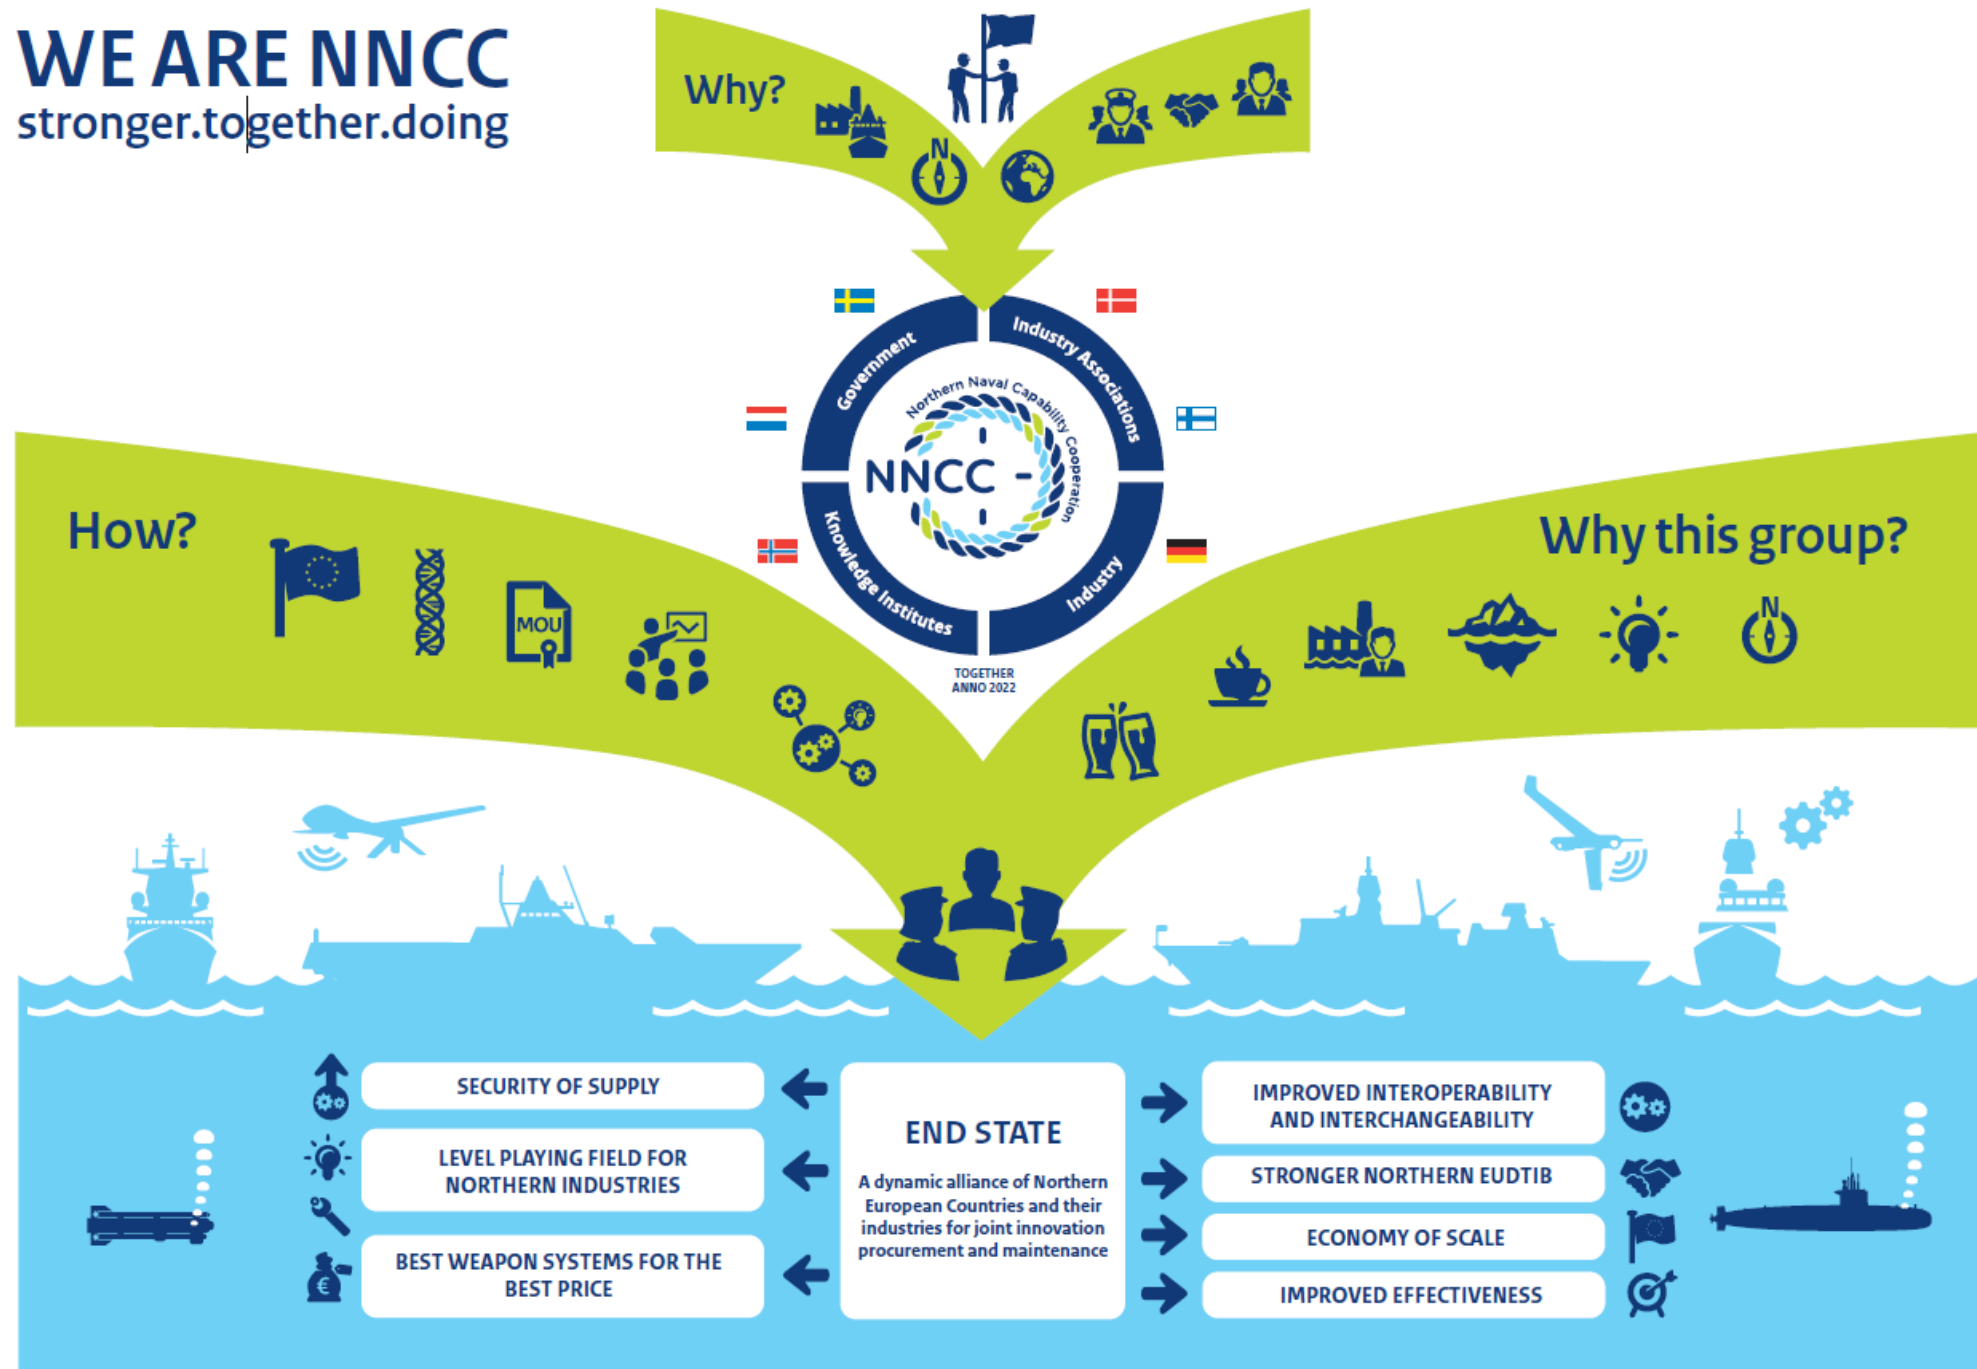 WE ARE NNCC
stronger.together.doing
Why?
N
Government
Industry Associations
Northern Naval Capability Cooperation
NNCC
Knowledge Institutes
Industry
TOGETHER
ANNO 2022
How?
MOU
Why this group?
N
SECURITY OF SUPPLY
LEVEL PLAYING FIELD FOR
NORTHERN INDUSTRIES
BEST WEAPON SYSTEMS FOR THE
BEST PRICE
€
END STATE
A dynamic alliance of Northern
European Countries and their
industries for joint innovation
procurement and maintenance
IMPROVED INTEROPERABILITY
AND INTERCHANGEABILITY
STRONGER NORTHERN EUDTIB
ECONOMY OF SCALE
IMPROVED EFFECTIVENESS